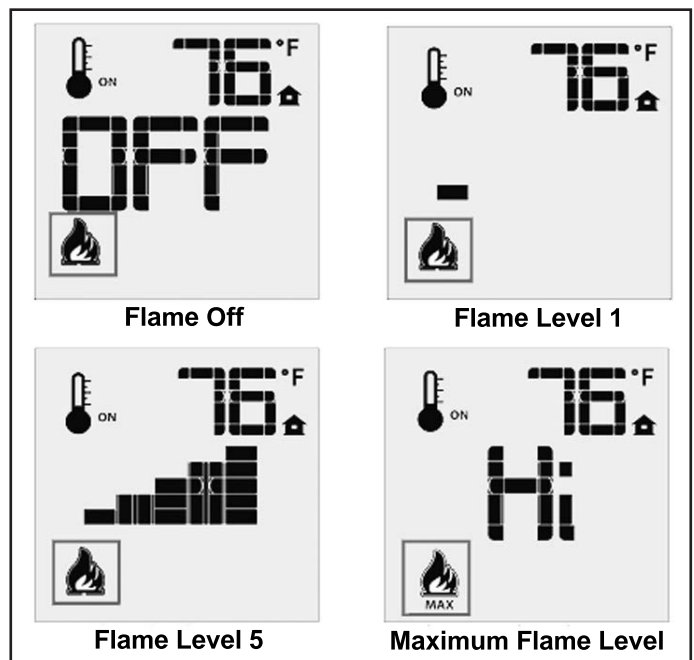 76 °F
ON
OFF
Flame Off
76 °F
ON
Flame Level 1
76 °F
ON
Flame Level 5
76 °F
ON
Hi
MAX
Maximum Flame Level